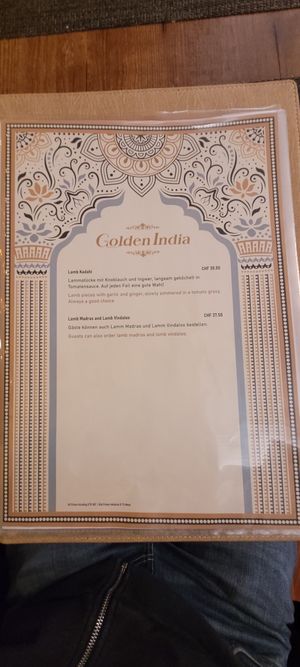 Golden India
Lamb Kadahi CHF 38.00
Lammstücke mit Knoblauch und Ingwer, langsam geköchelt in
Tomatensauce. Auf jeden Fall eine gute Wahl!
Lamb pieces with garlic and ginger, slowly simmered in a tomato gravy.
Always a good choice
Lamb Madras and Lamb Vindaloo CHF 37.50
Gäste können auch Lamm Madras und Lamm Vindaloo bestellen.
Guests can also order lamb madras and lamb vindaloo.